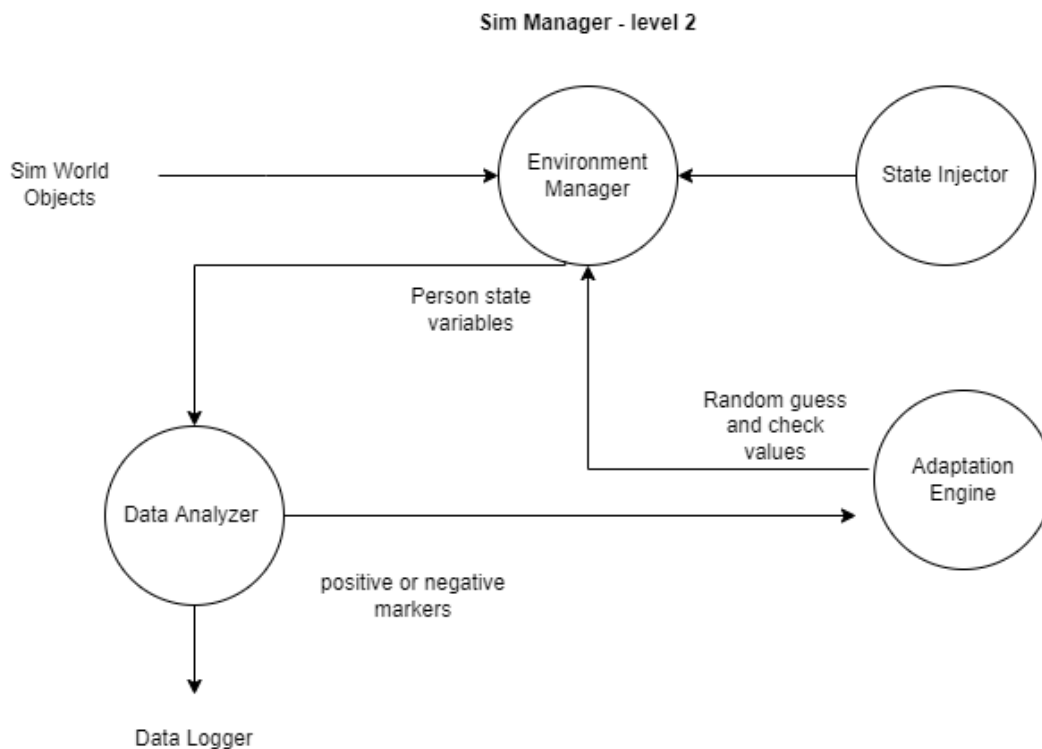 Sim Manager - level 2
Sim World
Objects
Environment
Manager
State Injector
Person state
variables
Random guess
and check
values
Adaptation
Engine
Data Analyzer
positive or negative
markers
Data Logger